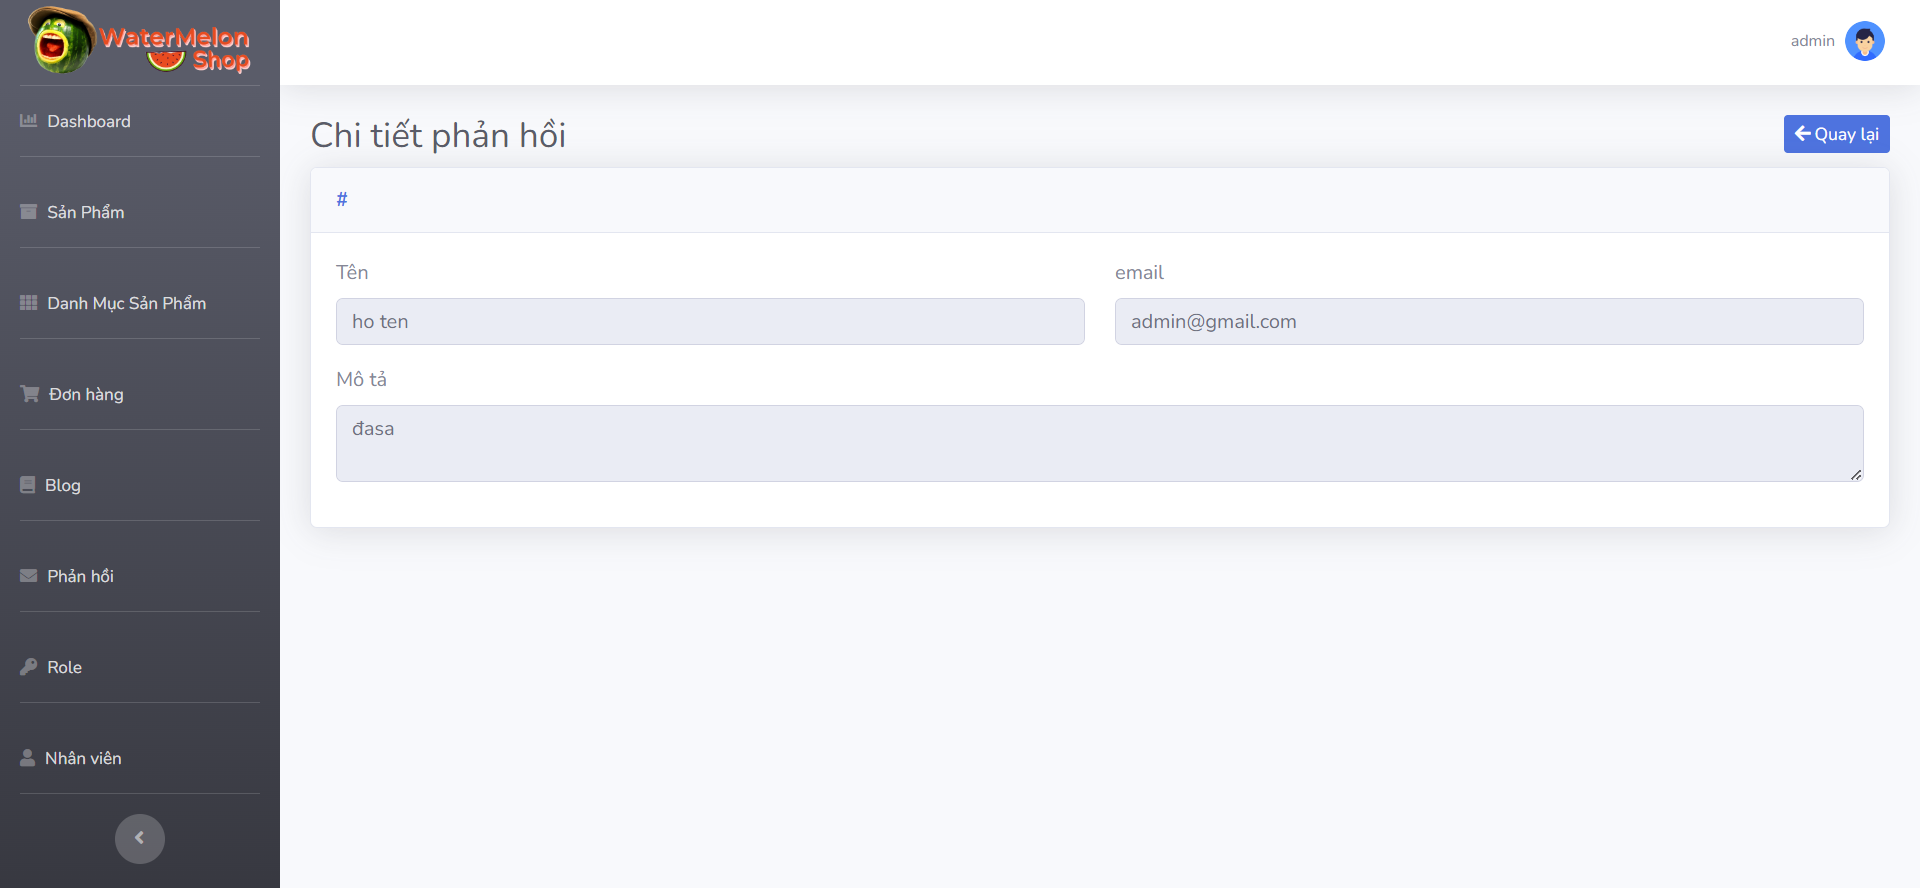 WaterMelon
Shop
admin
Dashboard
Sản Phẩm
Danh Mục Sản Phẩm
Đơn hàng
Blog
Phản hồi
Role
Nhân viên
Chi tiết phản hồi
Quay lại
#
Tên
email
ho ten
admin@gmail.com
Mô tả
đasa